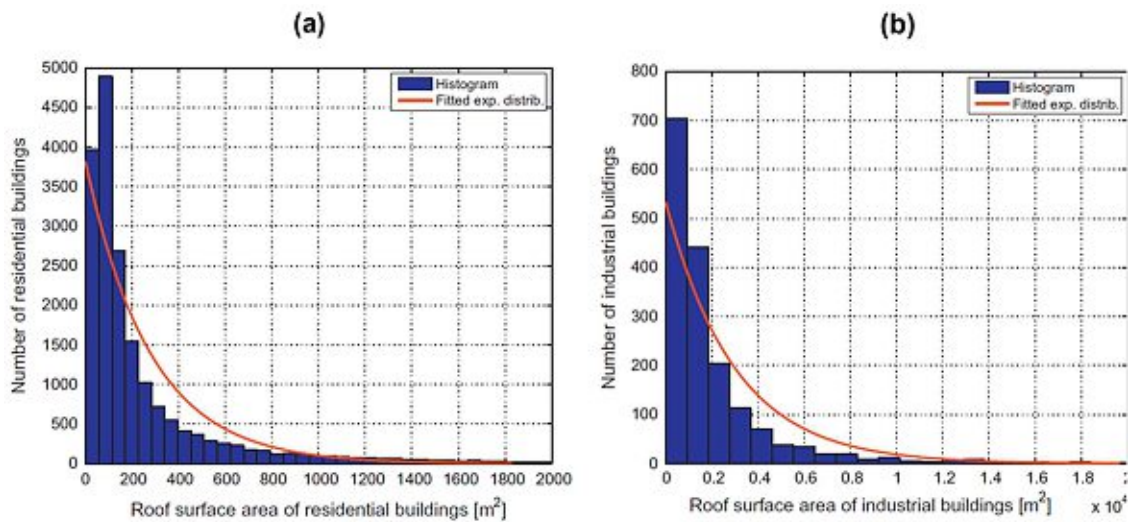 (a)
5000
4500
4000
3500
3000
2500
2000
1500
1000
500
0
Number of residential buildings
Histogram
Fitted exp. distrib.
0 200 400 600 800 1000 1200 1400 1600 1800 2000
Roof surface area of residential buildings [m²]
(b)
800
700
600
500
400
300
200
100
0
Number of industrial buildings
Histogram
Fitted exp. distrib.
0 0.2 0.4 0.6 0.8 1 1.2 1.4 1.6 1.8
Roof surface area of industrial buildings [m²]
x 10⁴